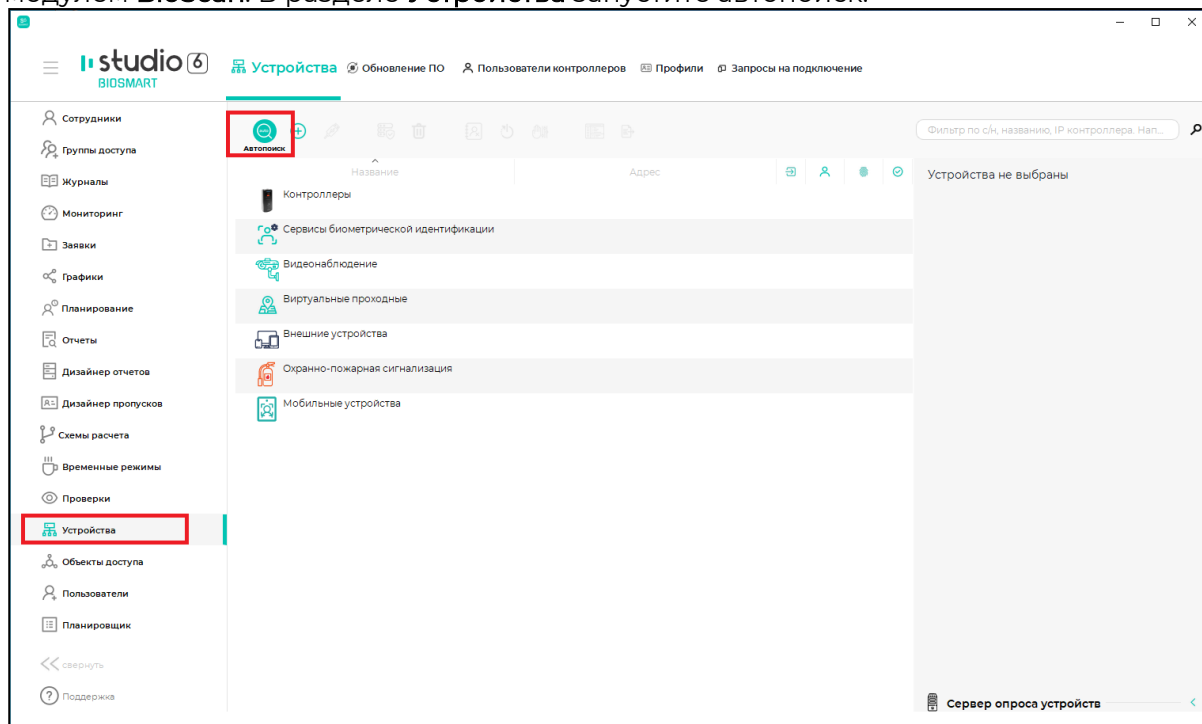 модулем BioScan. В разделе Устройства запустите автопоиск.
studio 6
BIOSMART
Устройства Обновление ПО Пользователи контроллеров Профили Запросы на подключение
Сотрудники
Группы доступа
Журналы
Мониторинг
Заявки
Графики
Планирование
Отчеты
Дизайнер отчетов
Дизайнер пропусков
Схемы расчета
Временные режимы
Проверки
Устройства
Объекты доступа
Пользователи
Планировщик
свернуть
Поддержка
Автопоиск
Фильтр по с/н, названию, IP контроллера. Нап...
Название Адрес
Контроллеры
Сервисы биометрической идентификации
Видеонаблюдение
Виртуальные проходные
Внешние устройства
Охранно-пожарная сигнализация
Мобильные устройства
Устройства не выбраны
Сервер опроса устройств